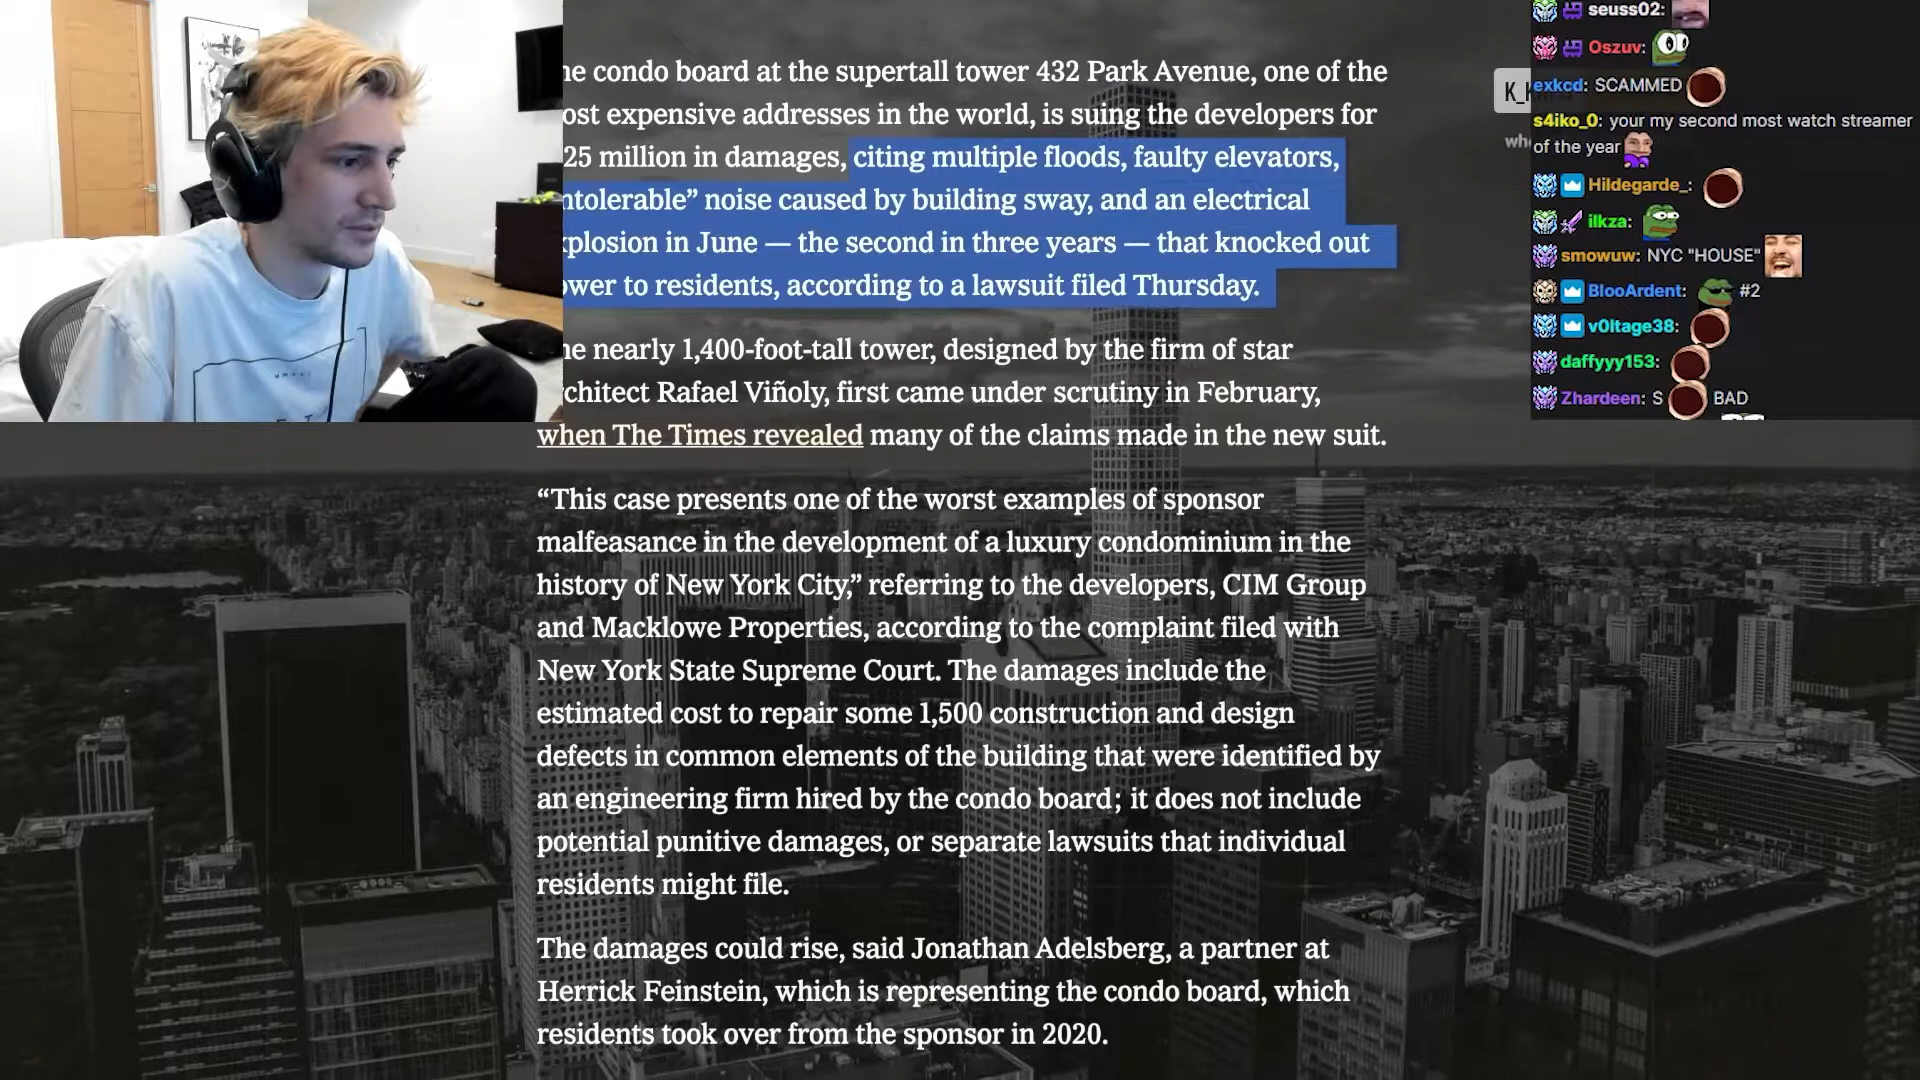 he condo board at the supertall tower 432 Park Avenue, one of the
ost expensive addresses in the world, is suing the developers for
25 million in damages, citing multiple floods, faulty elevators,
ntolerable” noise caused by building sway, and an electrical
xplosion in June — the second in three years — that knocked out
ower to residents, according to a lawsuit filed Thursday.
he nearly 1,400-foot-tall tower, designed by the firm of star
rchitect Rafael Viñoly, first came under scrutiny in February,
when The Times revealed many of the claims made in the new suit.
“This case presents one of the worst examples of sponsor
malfeasance in the development of a luxury condominium in the
history of New York City,” referring to the developers, CIM Group
and Macklowe Properties, according to the complaint filed with
New York State Supreme Court. The damages include the
estimated cost to repair some 1,500 construction and design
defects in common elements of the building that were identified by
an engineering firm hired by the condo board; it does not include
potential punitive damages, or separate lawsuits that individual
residents might file.
The damages could rise, said Jonathan Adelsberg, a partner at
Herrick Feinstein, which is representing the condo board, which
residents took over from the sponsor in 2020.
seuss02:
Oszuv:
exkcd: SCAMMED
s4iko_0: your my second most watch streamer
of the year
Hildegarde_:
ilkza:
smowuw: NYC "HOUSE"
BlooArdent: #2
v0ltage38:
daffyyy153:
Zhardeen: S BAD